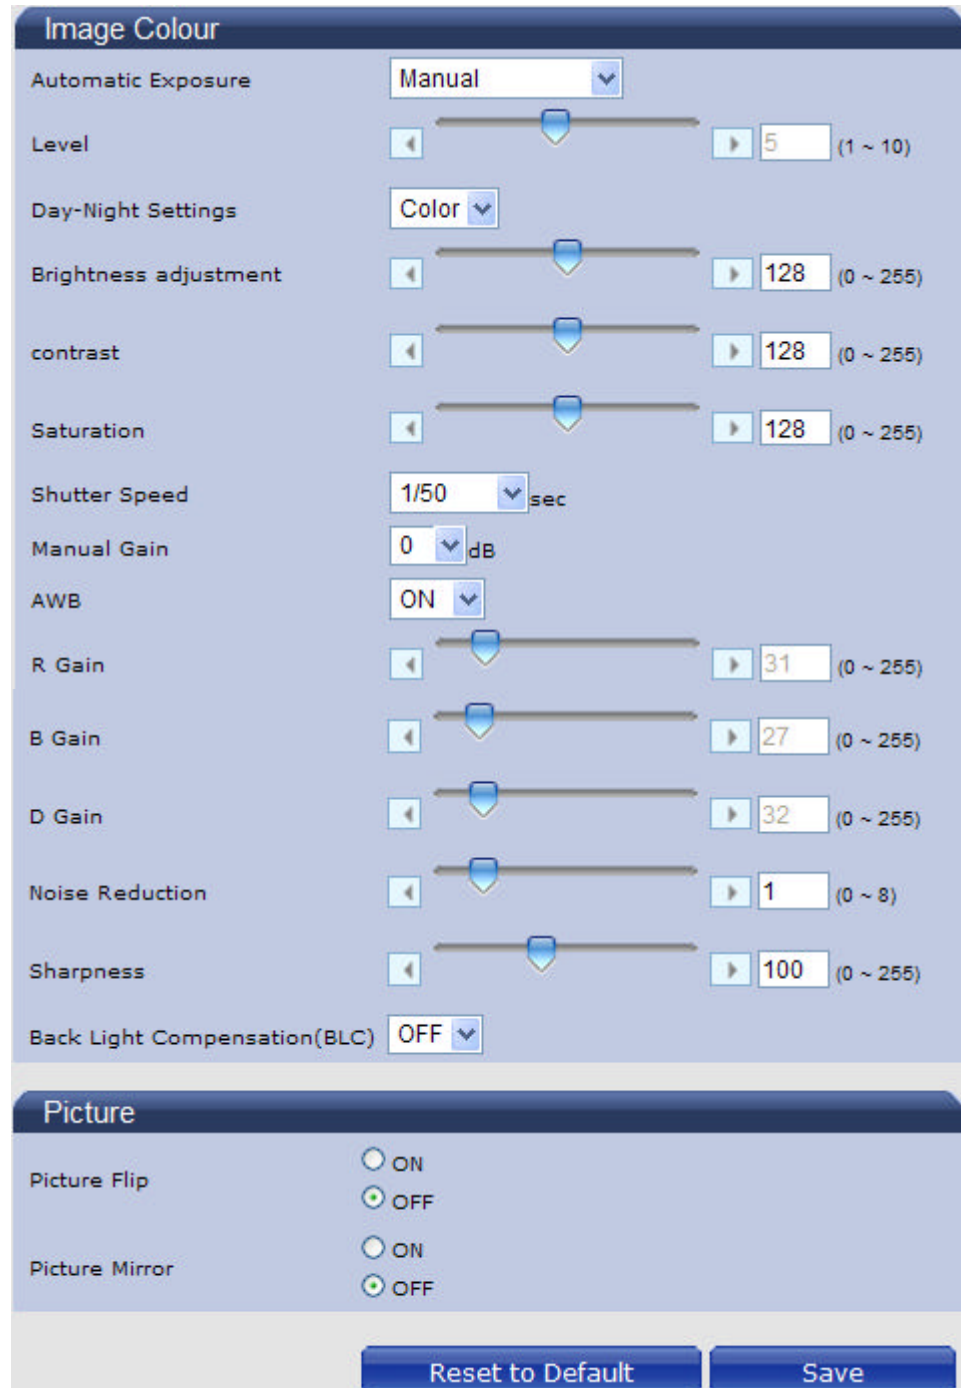 Image Colour
Automatic Exposure Manual
Level 5 (1 ~ 10)
Day-Night Settings Color
Brightness adjustment 128 (0 ~ 255)
contrast 128 (0 ~ 255)
Saturation 128 (0 ~ 255)
Shutter Speed 1/50 sec
Manual Gain 0 dB
AWB ON
R Gain 31 (0 ~ 255)
B Gain 27 (0 ~ 255)
D Gain 32 (0 ~ 255)
Noise Reduction 1 (0 ~ 8)
Sharpness 100 (0 ~ 255)
Back Light Compensation(BLC) OFF
Picture
Picture Flip
ON
OFF
Picture Mirror
ON
OFF
Reset to Default Save